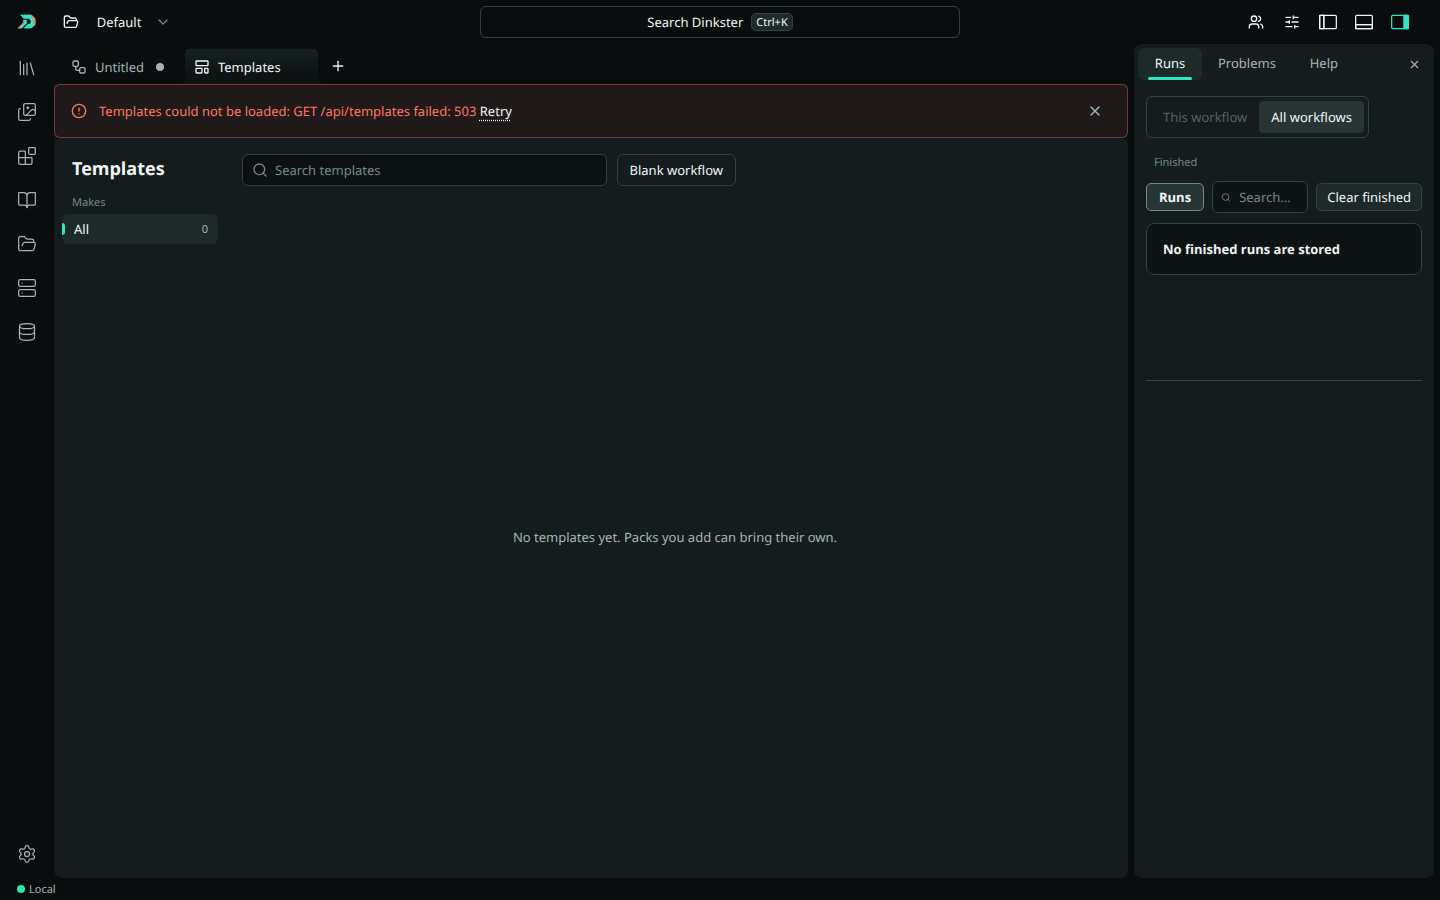 Default
Search Dinkster Ctrl+K
Untitled
Templates
Runs
Problems
Help
Templates could not be loaded: GET /api/templates failed: 503 Retry
This workflow
All workflows
Templates
Search templates
Blank workflow
Finished
Makes
Runs
Search...
Clear finished
All 0
No finished runs are stored
No templates yet. Packs you add can bring their own.
Local